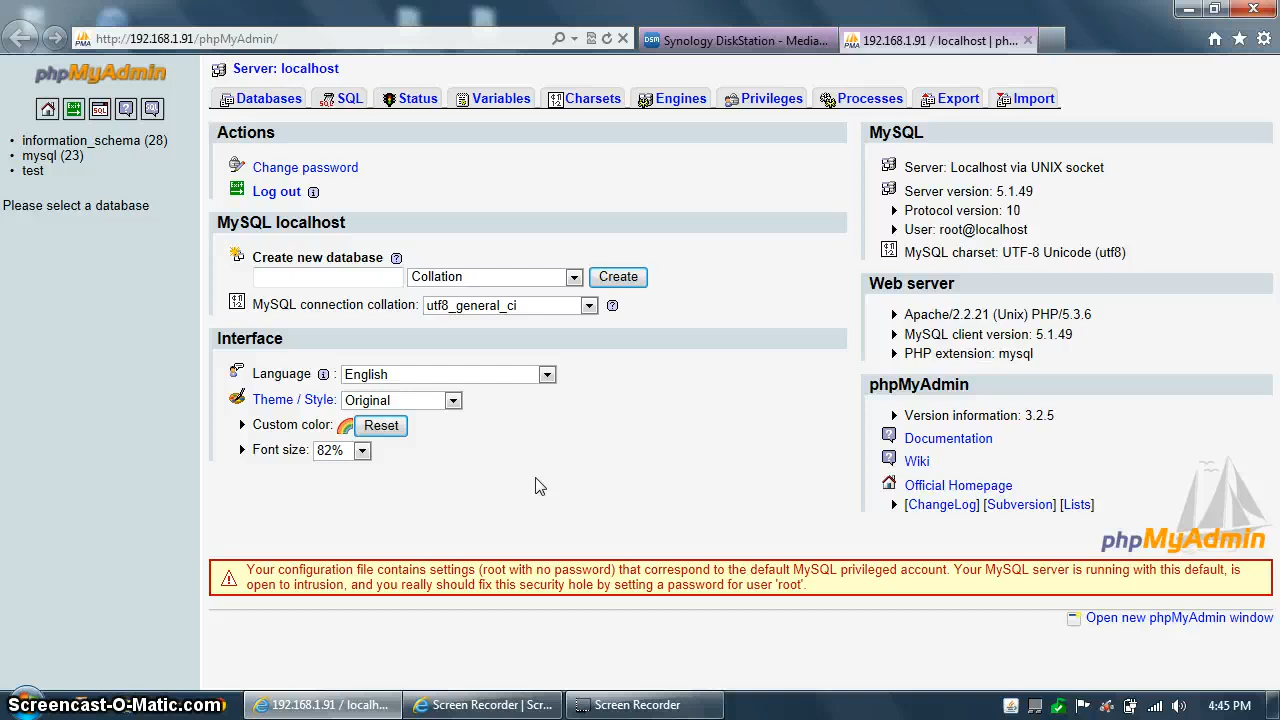 http://192.168.1.91/phpMyAdmin/
DSM Synology DiskStation - Media...
PMA 192.168.1.91 / localhost | ph...
phpMyAdmin
Server: localhost
Databases SQL Status Variables Charsets Engines Privileges Processes Export Import
SQL
information_schema (28)
mysql (23)
test
Please select a database
Actions
Change password
Exit Log out
MySQL localhost
Create new database
Collation Create
MySQL connection collation: utf8_general_ci
Interface
Language : English
Theme / Style: Original
Custom color: Reset
Font size: 82%
MySQL
Server: Localhost via UNIX socket
Server version: 5.1.49
Protocol version: 10
User: root@localhost
MySQL charset: UTF-8 Unicode (utf8)
Web server
Apache/2.2.21 (Unix) PHP/5.3.6
MySQL client version: 5.1.49
PHP extension: mysql
phpMyAdmin
Version information: 3.2.5
Documentation
Wiki
Official Homepage
[ChangeLog] [Subversion] [Lists]
phpMyAdmin
Your configuration file contains settings (root with no password) that correspond to the default MySQL privileged account. Your MySQL server is running with this default, is
open to intrusion, and you really should fix this security hole by setting a password for user 'root'.
Open new phpMyAdmin window
Screencast-O-Matic.com
192.168.1.91 / localh...
Screen Recorder | Scr...
Screen Recorder
4:45 PM